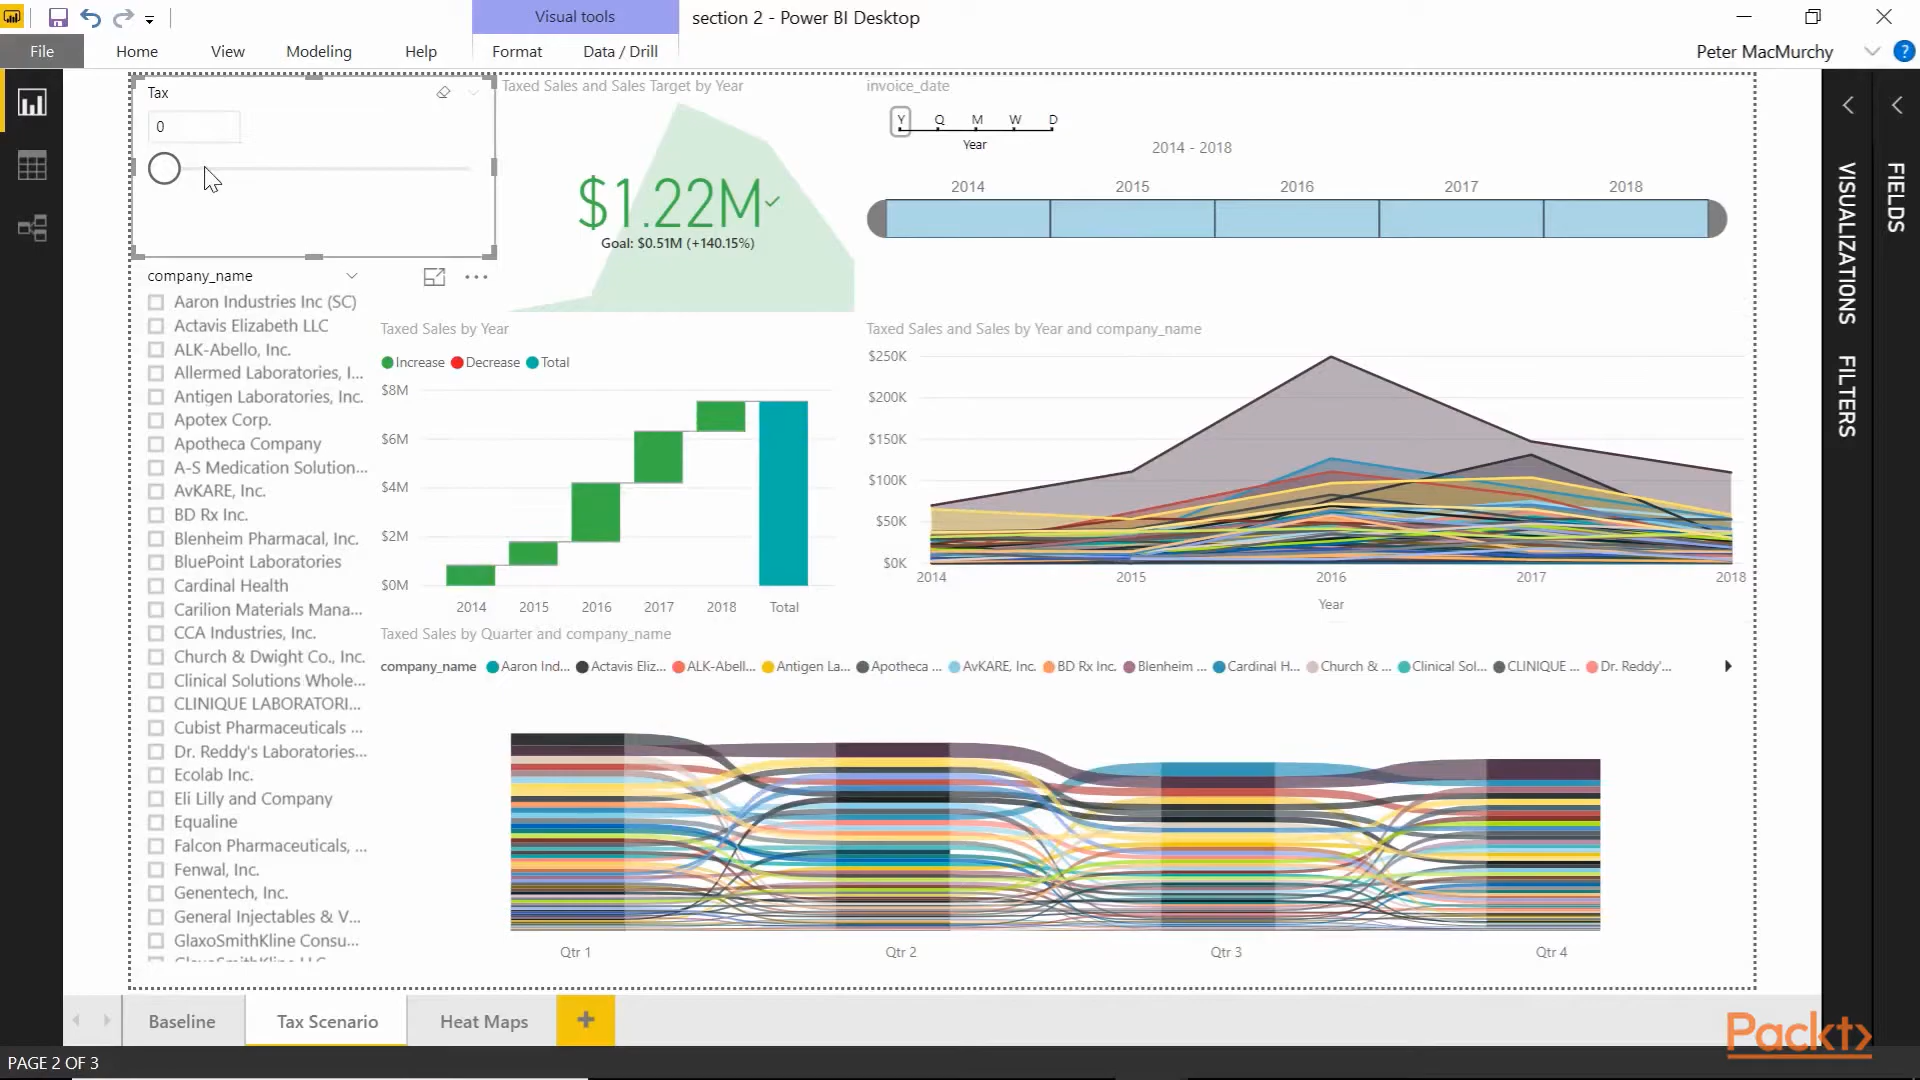 Visual tools
section 2 - Power BI Desktop
File
Home
View
Modeling
Help
Format
Data / Drill
Peter MacMurchy
?
Tax
0
Taxed Sales and Sales Target by Year
$1.22M
Goal: $0.51M (+140.15%)
invoice_date
Y Q M W D
Year
2014 - 2018
2014 2015 2016 2017 2018
VISUALIZATIONS
FILTERS
FIELDS
company_name
Aaron Industries Inc (SC)
Actavis Elizabeth LLC
ALK-Abello, Inc.
Allermed Laboratories, I...
Antigen Laboratories, Inc.
Apotex Corp.
Apotheca Company
A-S Medication Solution...
AvKARE, Inc.
BD Rx Inc.
Blenheim Pharmacal, Inc.
BluePoint Laboratories
Cardinal Health
Carilion Materials Mana...
CCA Industries, Inc.
Church & Dwight Co., Inc.
Clinical Solutions Whole...
CLINIQUE LABORATORI...
Cubist Pharmaceuticals ...
Dr. Reddy's Laboratories...
Ecolab Inc.
Eli Lilly and Company
Equaline
Falcon Pharmaceuticals, ...
Fenwal, Inc.
Genentech, Inc.
General Injectables & V...
GlaxoSmithKline Consu...
Taxed Sales by Year
Increase Decrease Total
$8M
$6M
$4M
$2M
$0M
2014 2015 2016 2017 2018 Total
Taxed Sales and Sales by Year and company_name
$250K
$200K
$150K
$100K
$50K
$0K
2014 2015 2016 2017 2018
Year
Taxed Sales by Quarter and company_name
company_name Aaron Ind... Actavis Eliz... ALK-Abell... Antigen La... Apotheca ... AvKARE, Inc. BD Rx Inc. Blenheim ... Cardinal H... Church & ... Clinical Sol... CLINIQUE ... Dr. Reddy'...
Qtr 1 Qtr 2 Qtr 3 Qtr 4
Baseline
Tax Scenario
Heat Maps
+
Packt>
PAGE 2 OF 3